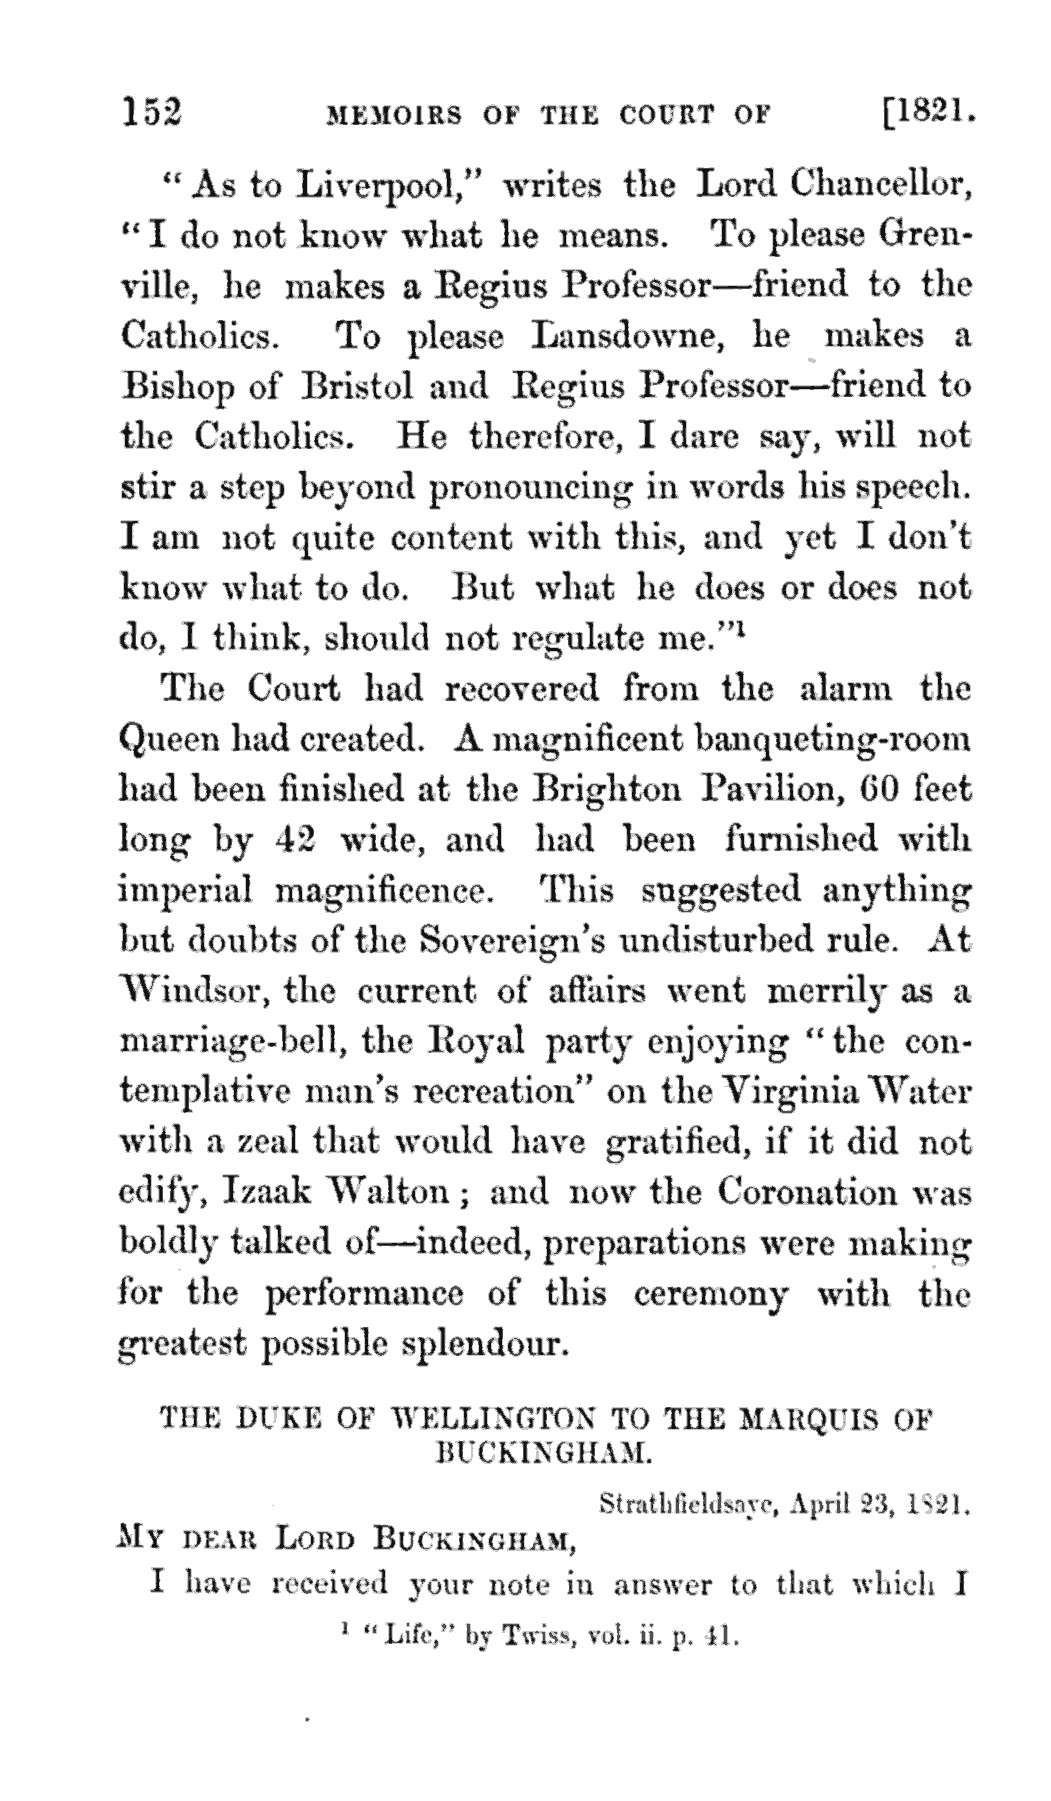 152 MEMOIRS OF THE COURT OF [1821.
“As to Liverpool,” writes the Lord Chancellor,
“I do not know what he means. To please Gren-
ville, he makes a Regius Professor—friend to the
Catholics. To please Lansdowne, he makes a
Bishop of Bristol and Regius Professor—friend to
the Catholics. He therefore, I dare say, will not
stir a step beyond pronouncing in words his speech.
I am not quite content with this, and yet I don’t
know what to do. But what he does or does not
do, I think, should not regulate me.”¹
The Court had recovered from the alarm the
Queen had created. A magnificent banqueting-room
had been finished at the Brighton Pavilion, 60 feet
long by 42 wide, and had been furnished with
imperial magnificence. This suggested anything
but doubts of the Sovereign’s undisturbed rule. At
Windsor, the current of affairs went merrily as a
marriage-bell, the Royal party enjoying “the con-
templative man’s recreation” on the Virginia Water
with a zeal that would have gratified, if it did not
edify, Izaak Walton; and now the Coronation was
boldly talked of—indeed, preparations were making
for the performance of this ceremony with the
greatest possible splendour.
THE DUKE OF WELLINGTON TO THE MARQUIS OF
BUCKINGHAM.
Strathfieldsaye, April 23, 1821.
MY DEAR LORD BUCKINGHAM,
I have received your note in answer to that which I
¹ “Life,” by Twiss, vol. ii. p. 41.